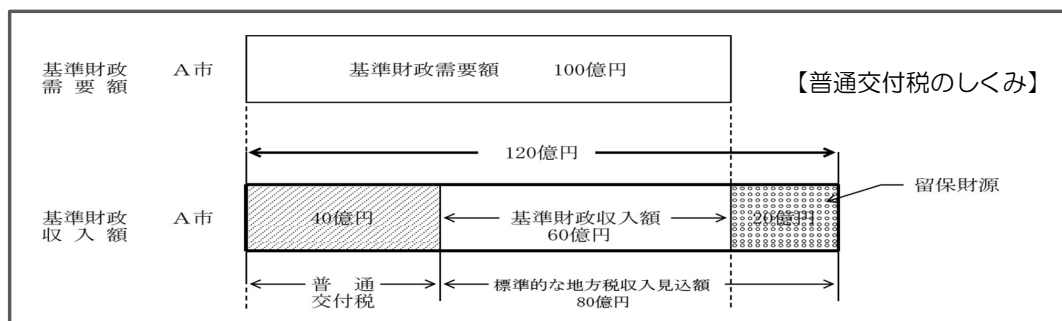 基準財政
需要額
A市
基準財政需要額 100億円
【普通交付税のしくみ】
120億円
留保財源
基準財政
収入額
A市
40億円
基準財政収入額
60億円
20億円
普通
交付税
標準的な地方税収入見込額
80億円